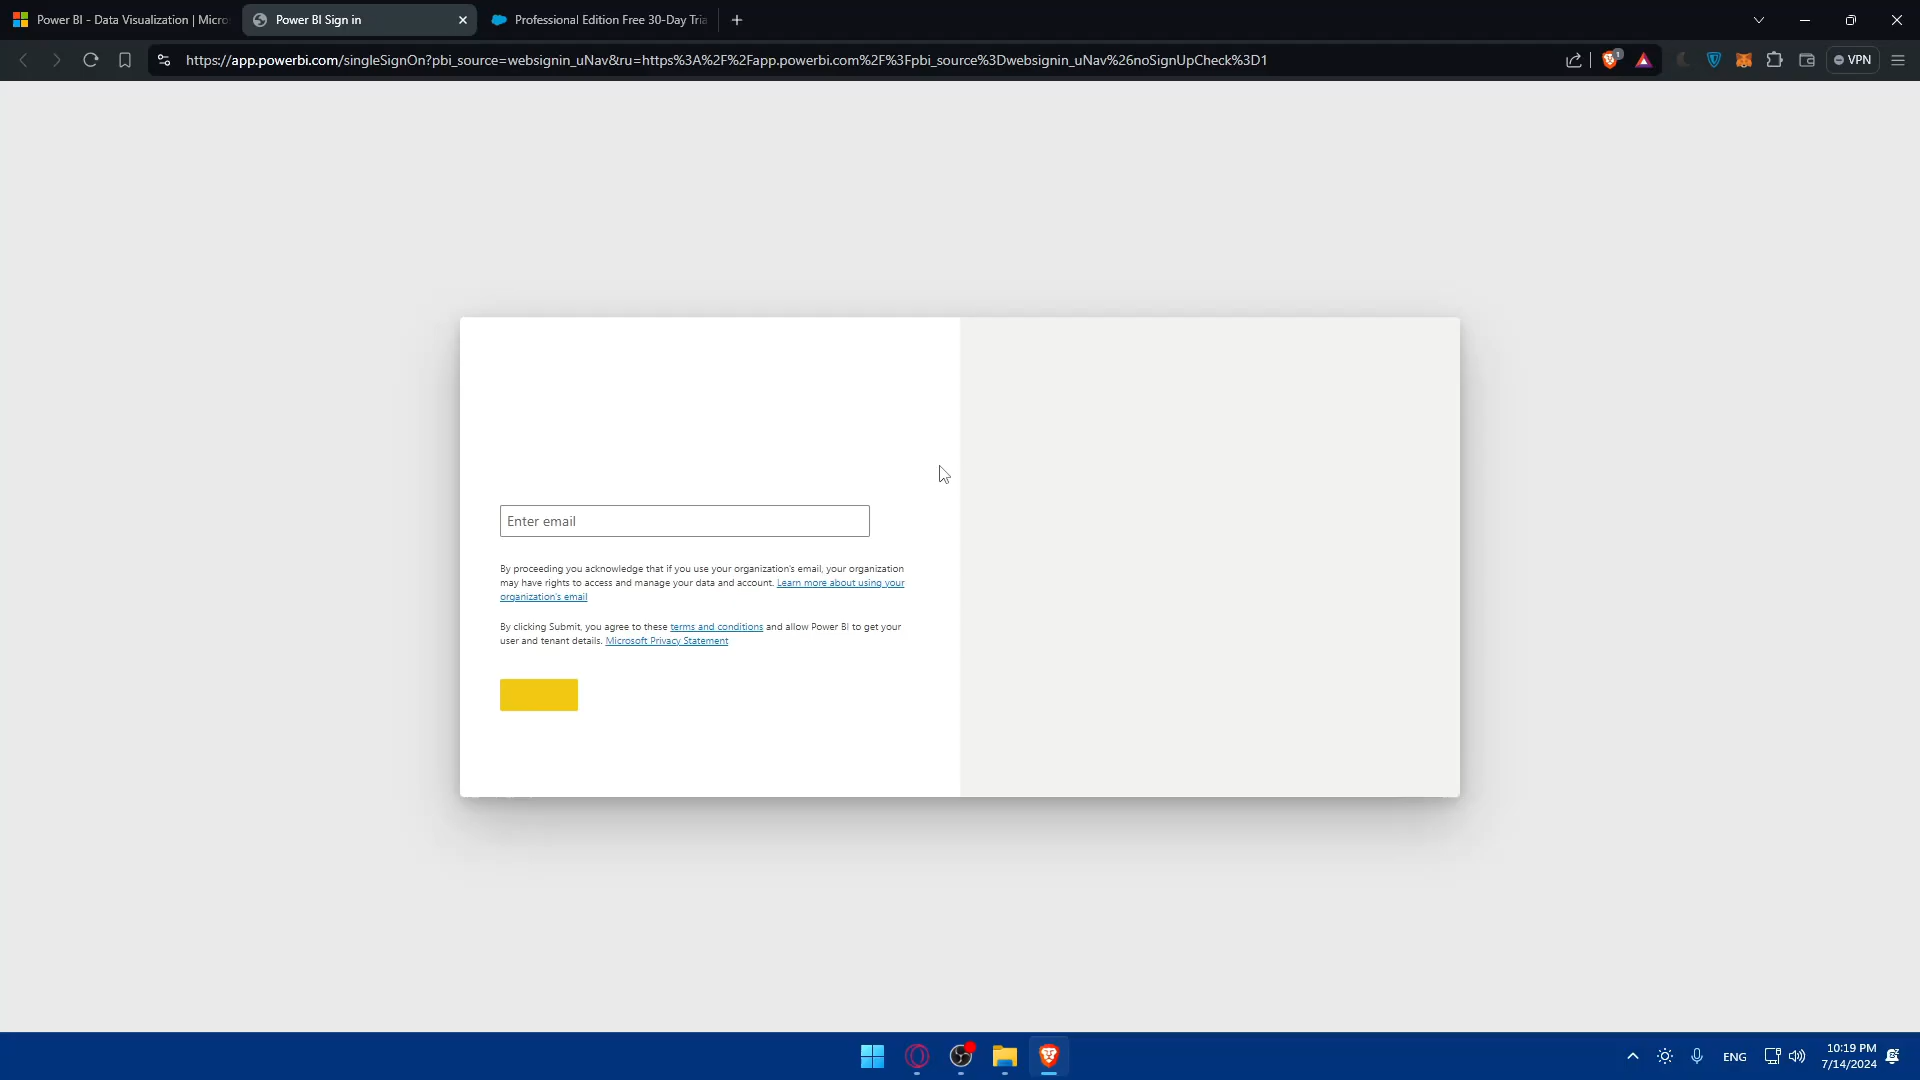 Power BI - Data Visualization | Micro
Power BI Sign in
Professional Edition Free 30-Day Tria
https://app.powerbi.com/singleSignOn?pbi_source=websignin_uNav&ru=https%3A%2F%2Fapp.powerbi.com%2F%3Fpbi_source%3Dwebsignin_uNav%26noSignUpCheck%3D1
1
VPN
Enter email
By proceeding you acknowledge that if you use your organization's email, your organization
may have rights to access and manage your data and account. Learn more about using your
organization's email
By clicking Submit, you agree to these terms and conditions and allow Power BI to get your
user and tenant details. Microsoft Privacy Statement
ENG
10:19 PM
7/14/2024